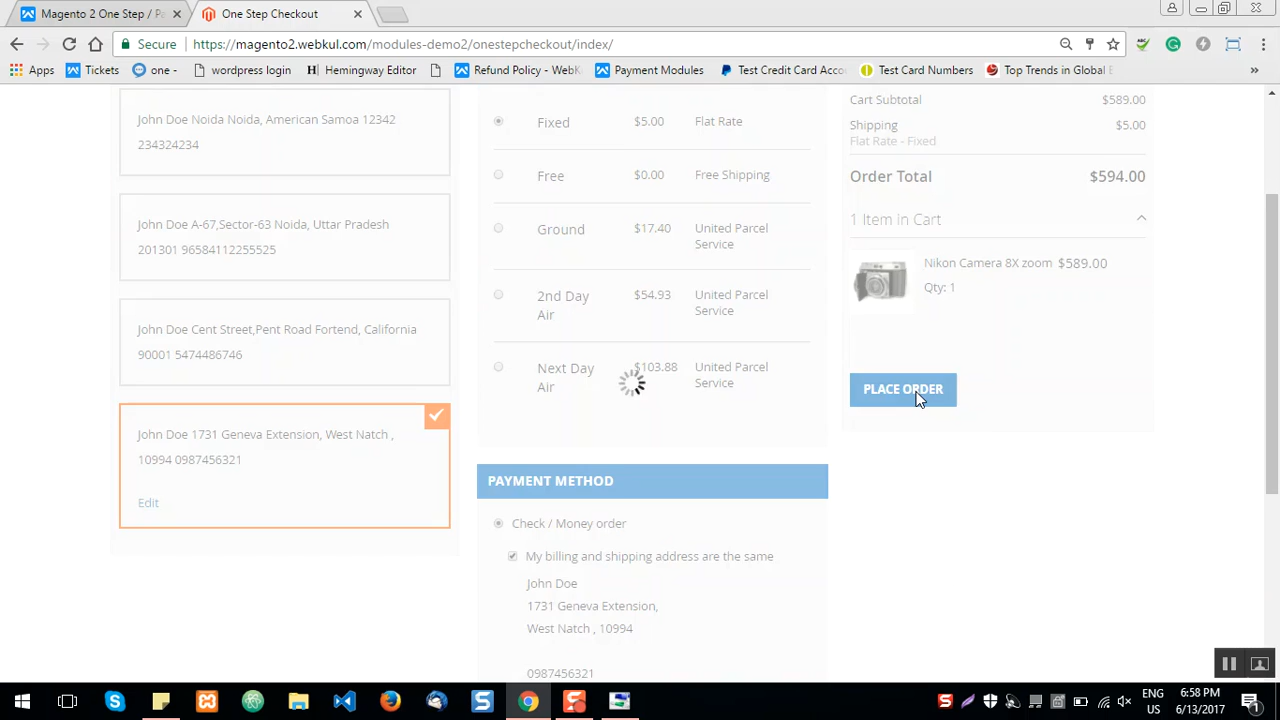 Magento 2 One Step / Pa
One Step Checkout
Secure
https://magento2.webkul.com/modules-demo2/onestepcheckout/index/
Apps
Tickets
one -
wordpress login
Hemingway Editor
Refund Policy - WebK
Payment Modules
Test Credit Card Acco
Test Card Numbers
Top Trends in Global E
»
John Doe Noida Noida, American Samoa 12342
234324234
John Doe A-67,Sector-63 Noida, Uttar Pradesh
201301 96584112255525
John Doe Cent Street,Pent Road Fortend, California
90001 5474486746
John Doe 1731 Geneva Extension, West Natch ,
10994 0987456321
Edit
Fixed $5.00 Flat Rate
Free $0.00 Free Shipping
Ground $17.40 United Parcel
Service
2nd Day $54.93 United Parcel
Air Service
Next Day $103.88 United Parcel
Air Service
PAYMENT METHOD
Check / Money order
My billing and shipping address are the same
John Doe
1731 Geneva Extension,
West Natch , 10994
0987456321
Cart Subtotal $589.00
Shipping $5.00
Flat Rate - Fixed
Order Total $594.00
1 Item In Cart
Nikon Camera 8X zoom $589.00
Qty: 1
PLACE ORDER
ENG
US
6:58 PM
6/13/2017